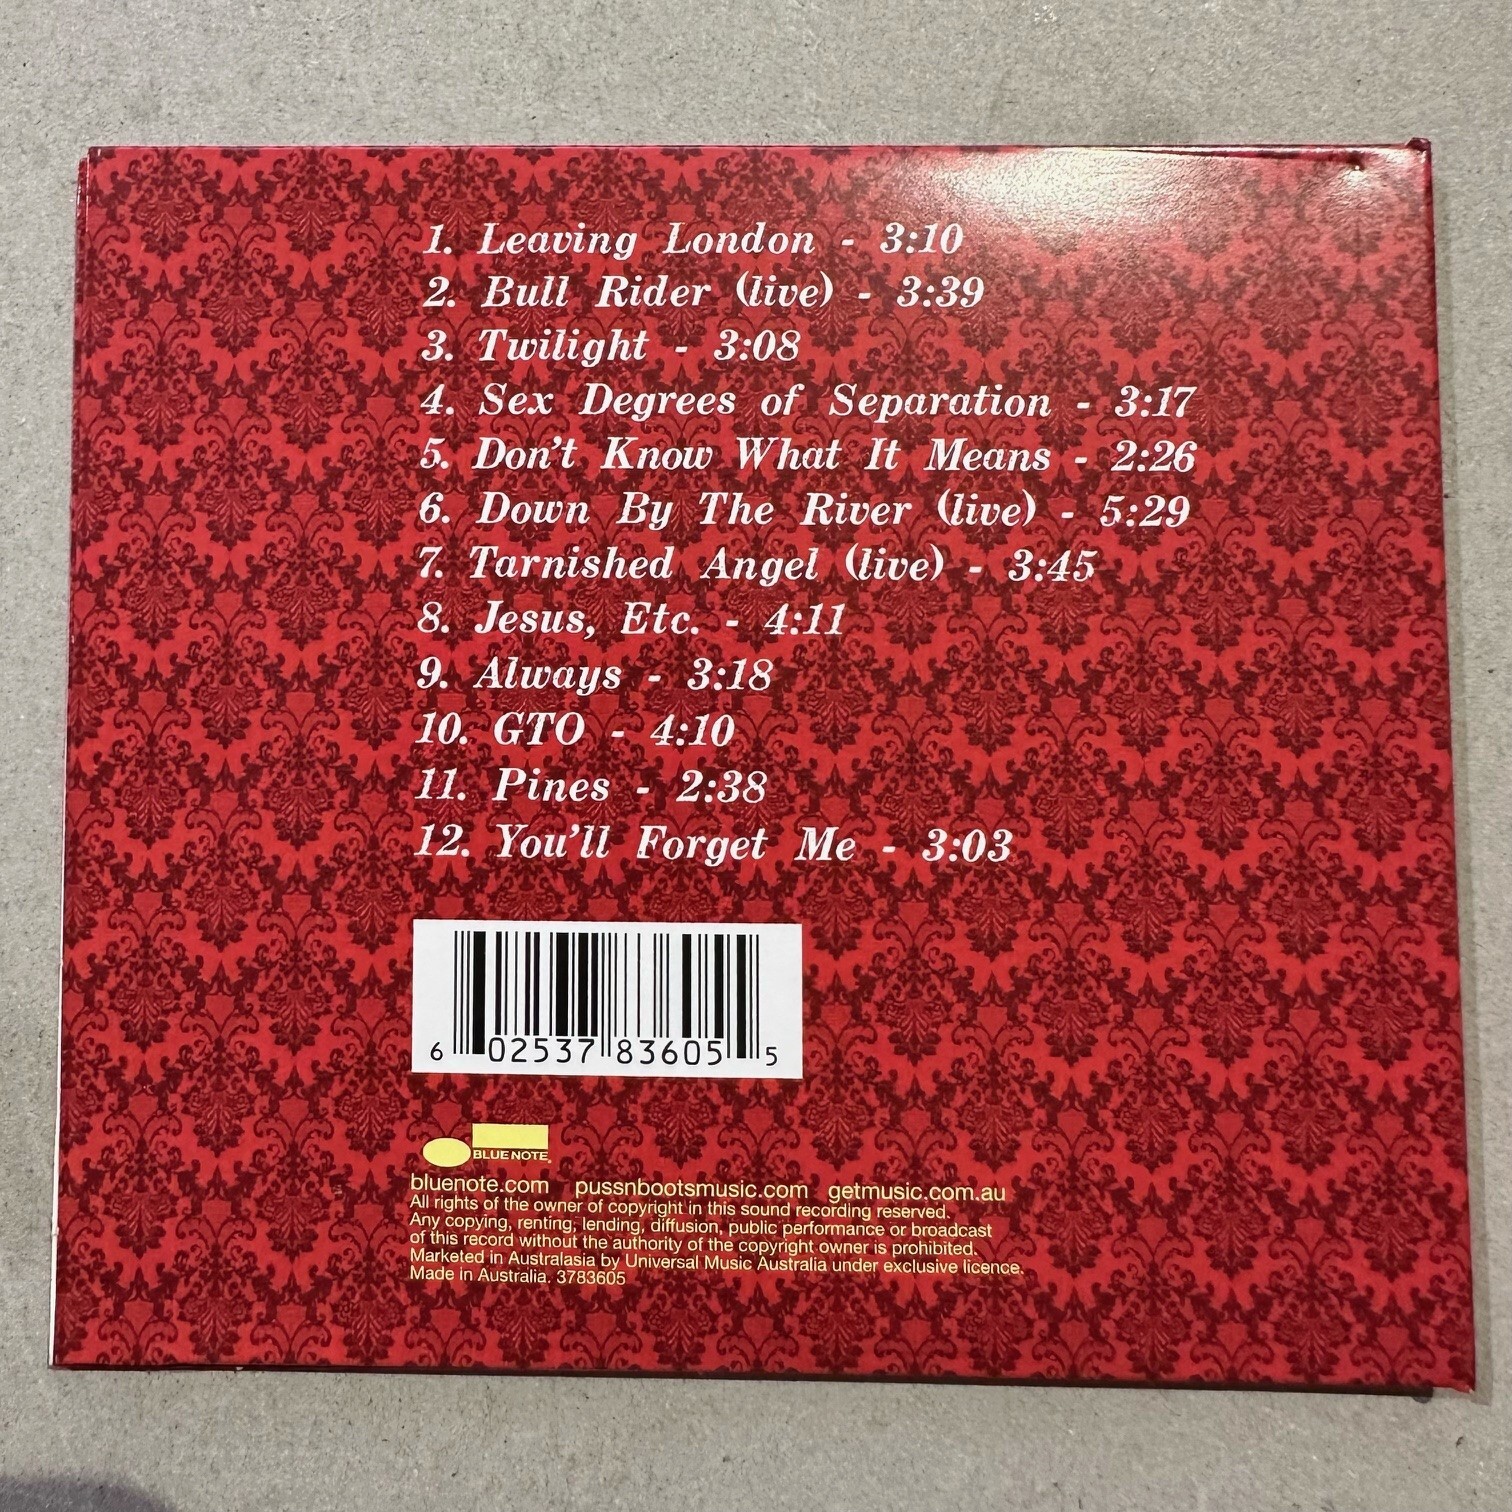 1. Leaving London - 3:10
2. Bull Rider (live) - 3:39
3. Twilight - 3:08
4. Sex Degrees of Separation - 3:17
5. Don't Know What It Means - 2:26
6. Down By The River (live) - 5:29
7. Tarnished Angel (live) - 3:45
8. Jesus, Etc. - 4:11
9. Always - 3:18
10. GTO - 4:10
11. Pines - 2:38
12. You'll Forget Me - 3:03
6 02537 83605 5
BLUE NOTE
bluenote.com pussnbootsmusic.com getmusic.com.au
All rights of the owner of copyright in this sound recording reserved.
Any copying, renting, lending, diffusion, public performance or broadcast
of this record without the authority of the copyright owner is prohibited.
Marketed in Australasia by Universal Music Australia under exclusive licence.
Made in Australia. 3783605